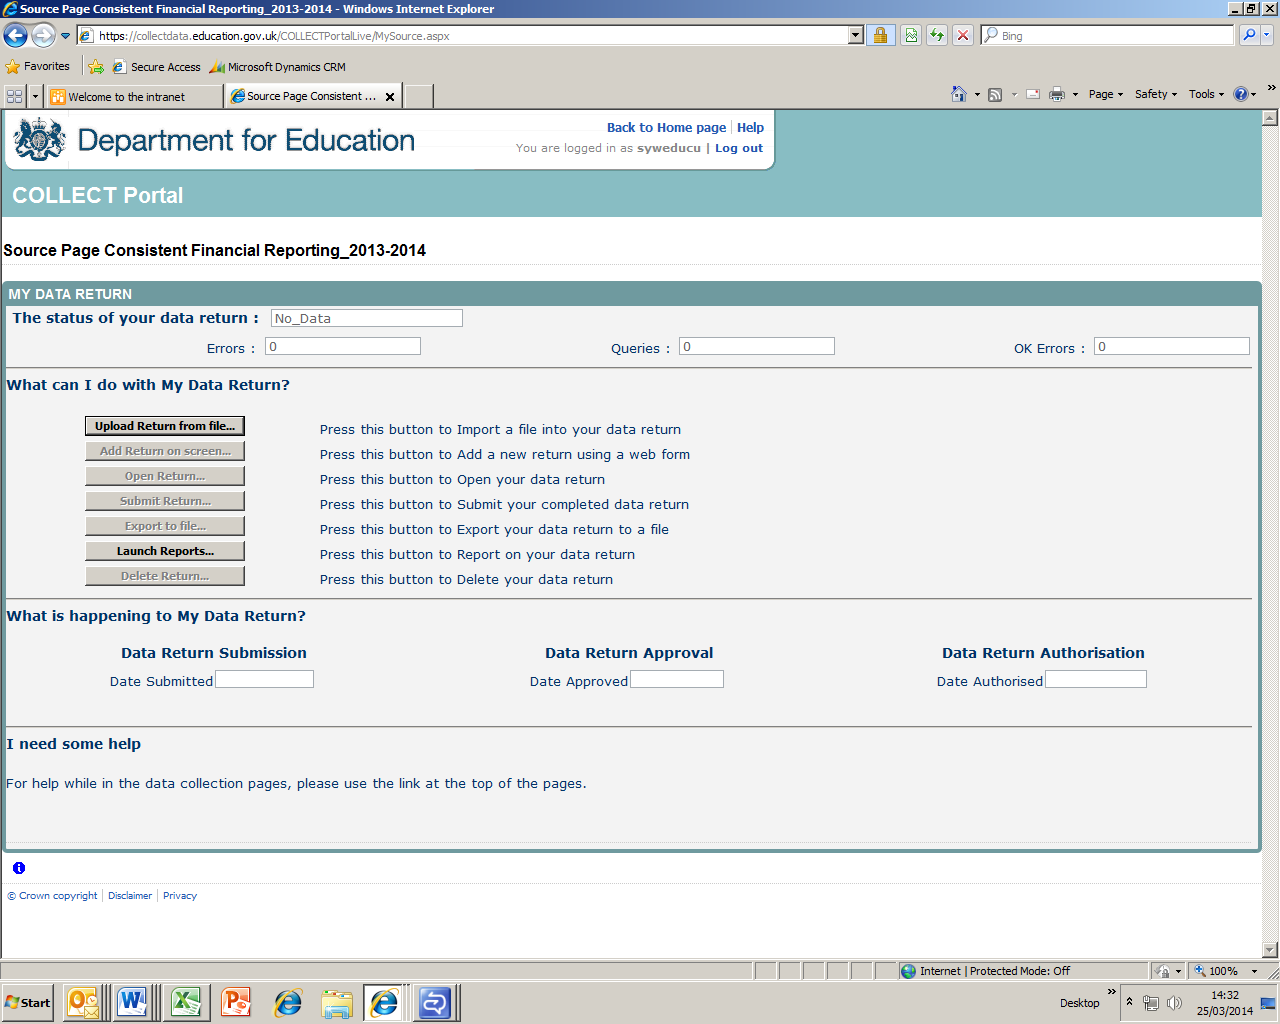 Source Page Consistent Financial Reporting_2013-2014 - Windows Internet Explorer
https://collectdata.education.gov.uk/COLLECTPortalLive/MySource.aspx
Bing
Favorites
Secure Access
Microsoft Dynamics CRM
Welcome to the intranet
Source Page Consistent ...
Page
Safety
Tools
Department for Education
Back to Home page | Help
You are logged in as syweducu | Log out
COLLECT Portal
Source Page Consistent Financial Reporting_2013-2014
MY DATA RETURN
The status of your data return : No_Data
Errors : 0 Queries : 0 OK Errors : 0
What can I do with My Data Return?
Upload Return from file... Press this button to Import a file into your data return
Add Return on screen... Press this button to Add a new return using a web form
Open Return... Press this button to Open your data return
Submit Return... Press this button to Submit your completed data return
Export to file... Press this button to Export your data return to a file
Launch Reports... Press this button to Report on your data return
Delete Return... Press this button to Delete your data return
What is happening to My Data Return?
Data Return Submission Data Return Approval Data Return Authorisation
Date Submitted Date Approved Date Authorised
I need some help
For help while in the data collection pages, please use the link at the top of the pages.
© Crown copyright | Disclaimer | Privacy
Internet | Protected Mode: Off
100%
Start
Desktop
14:32
25/03/2014